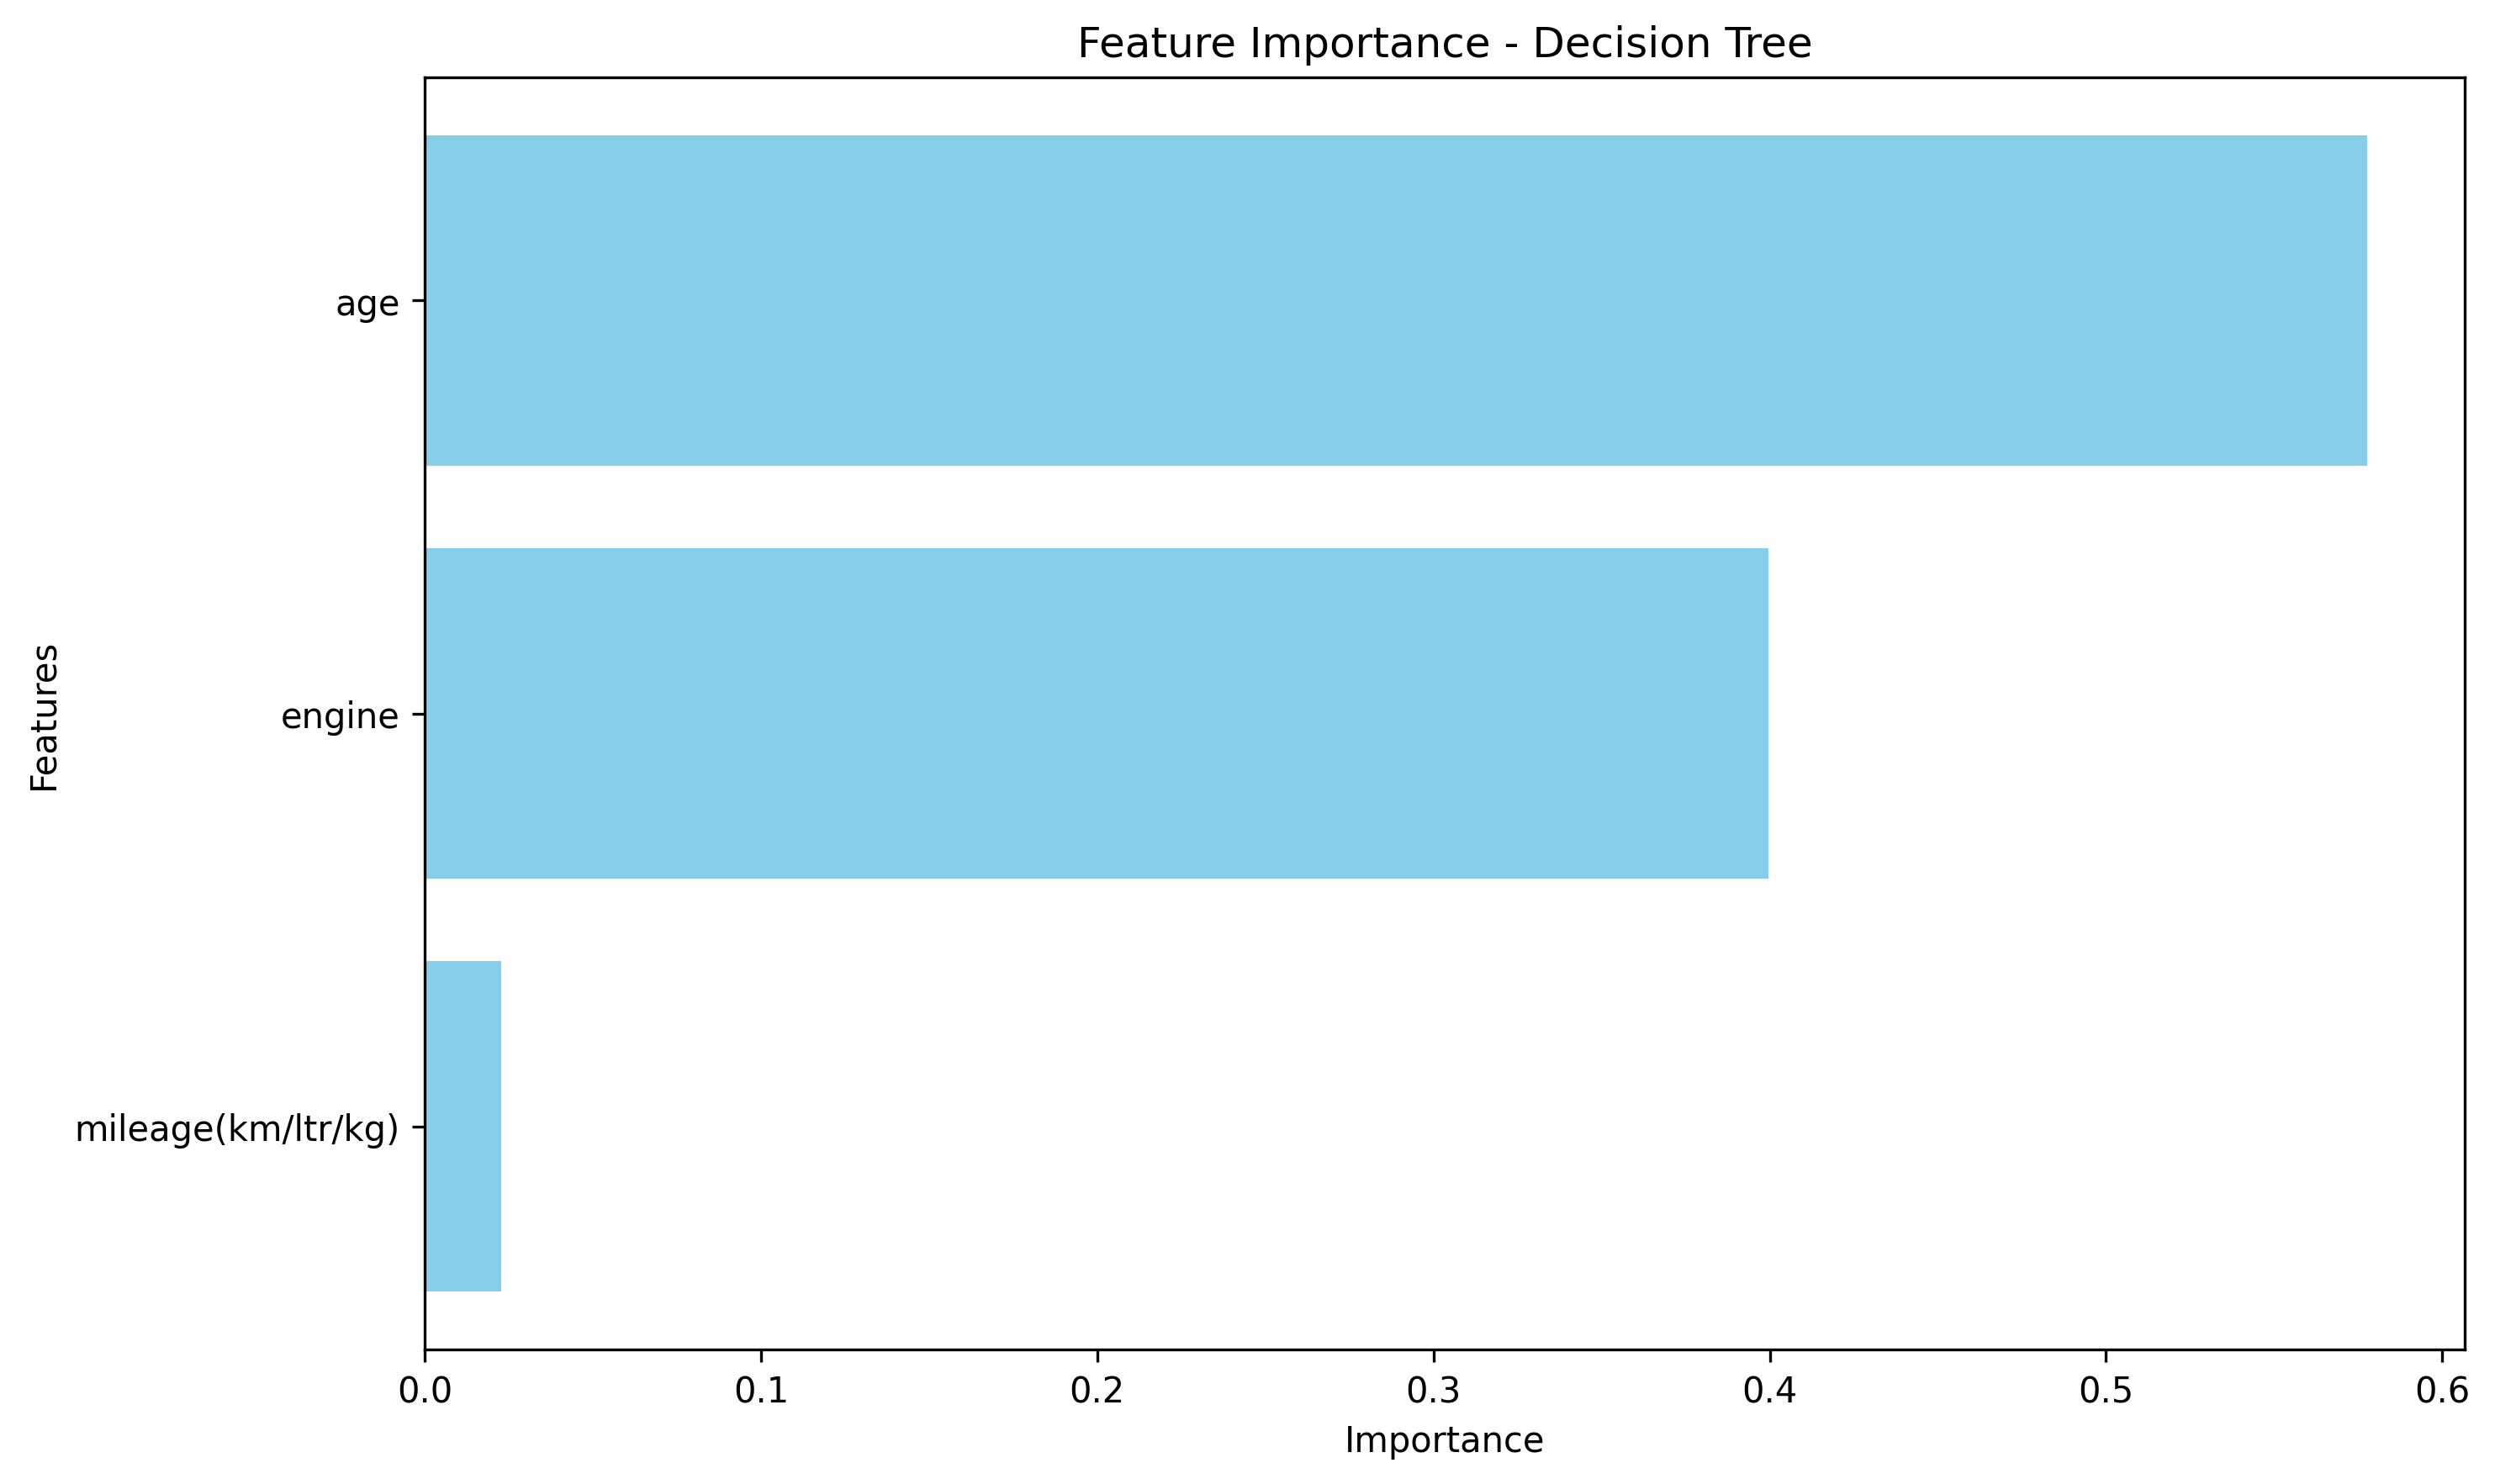 Feature Importance - Decision Tree
Features
age
engine
mileage(km/ltr/kg)
0.0 0.1 0.2 0.3 0.4 0.5 0.6
Importance